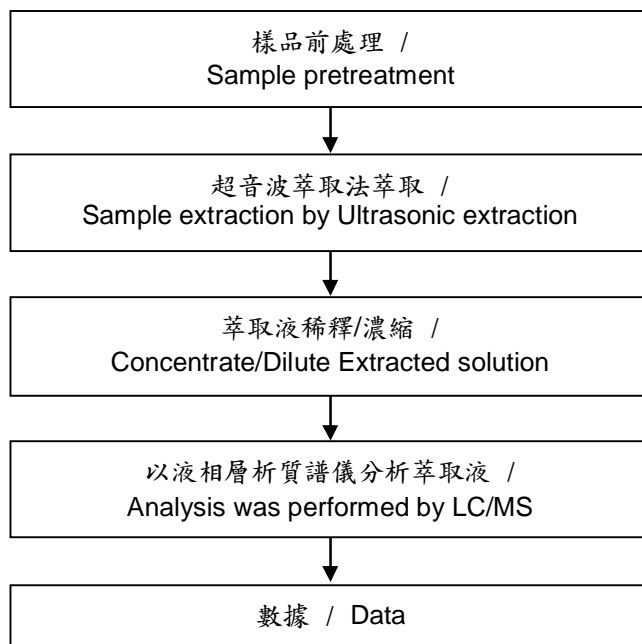 樣品前處理 /
Sample pretreatment
超音波萃取法萃取 /
Sample extraction by Ultrasonic extraction
萃取液稀釋/濃縮 /
Concentrate/Dilute Extracted solution
以液相層析質譜儀分析萃取液 /
Analysis was performed by LC/MS
數據 / Data